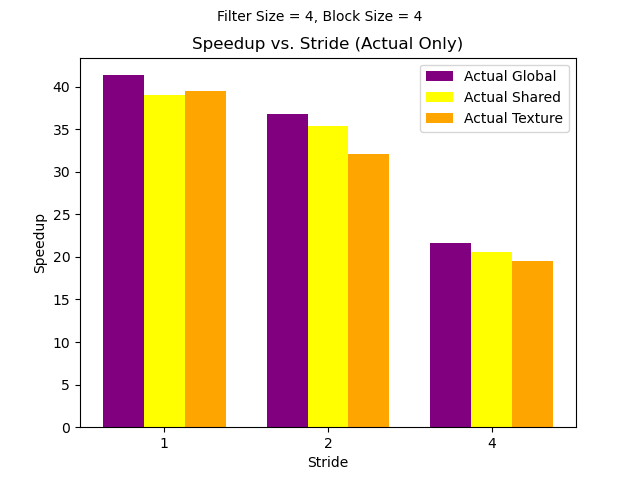 Filter Size = 4, Block Size = 4
Speedup vs. Stride (Actual Only)
Actual Global
Actual Shared
Actual Texture
Speedup
40
35
30
25
20
15
10
5
0
1 2 4
Stride